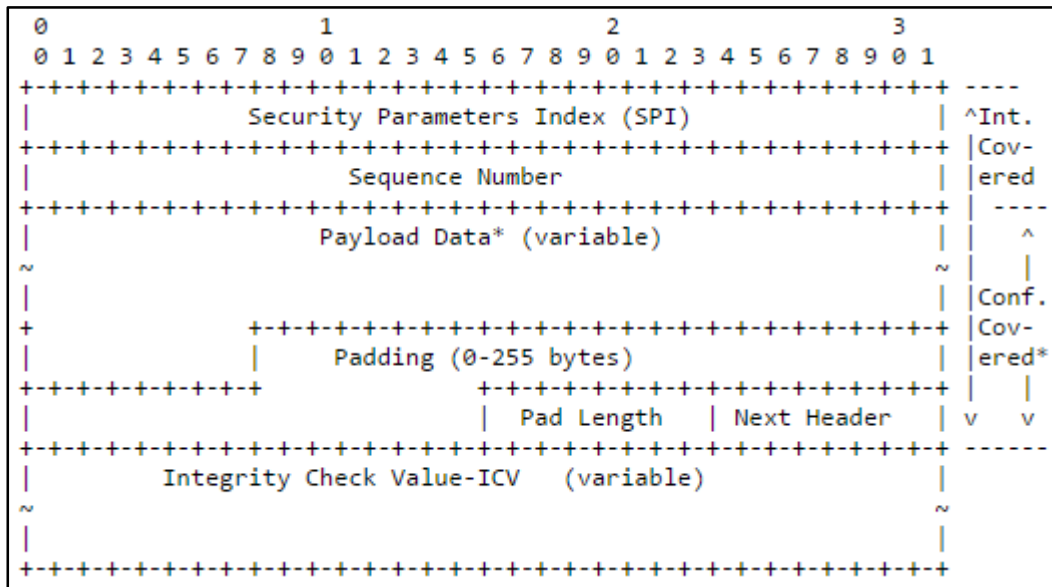 0                   1                   2                   3
 0 1 2 3 4 5 6 7 8 9 0 1 2 3 4 5 6 7 8 9 0 1 2 3 4 5 6 7 8 9 0 1
+-+-+-+-+-+-+-+-+-+-+-+-+-+-+-+-+-+-+-+-+-+-+-+-+-+-+-+-+-+-+-+-+ ----
|               Security Parameters Index (SPI)                 | ^Int.
+-+-+-+-+-+-+-+-+-+-+-+-+-+-+-+-+-+-+-+-+-+-+-+-+-+-+-+-+-+-+-+-+ |Cov-
|                      Sequence Number                          | |ered
+-+-+-+-+-+-+-+-+-+-+-+-+-+-+-+-+-+-+-+-+-+-+-+-+-+-+-+-+-+-+-+-+ | ----
|                    Payload Data* (variable)                   | |   ^
~                                                               ~ |   |
|                                                               | |Conf.
+               +-+-+-+-+-+-+-+-+-+-+-+-+-+-+-+-+-+-+-+-+-+-+-+-+ |Cov-
|               |     Padding (0-255 bytes)                     | |ered*
+-+-+-+-+-+-+-+-+               +-+-+-+-+-+-+-+-+-+-+-+-+-+-+-+-+ |   |
|                               |  Pad Length   | Next Header   | v   v
+-+-+-+-+-+-+-+-+-+-+-+-+-+-+-+-+-+-+-+-+-+-+-+-+-+-+-+-+-+-+-+-+ ------
|         Integrity Check Value-ICV   (variable)                |
~                                                               ~
|                                                               |
+-+-+-+-+-+-+-+-+-+-+-+-+-+-+-+-+-+-+-+-+-+-+-+-+-+-+-+-+-+-+-+-+